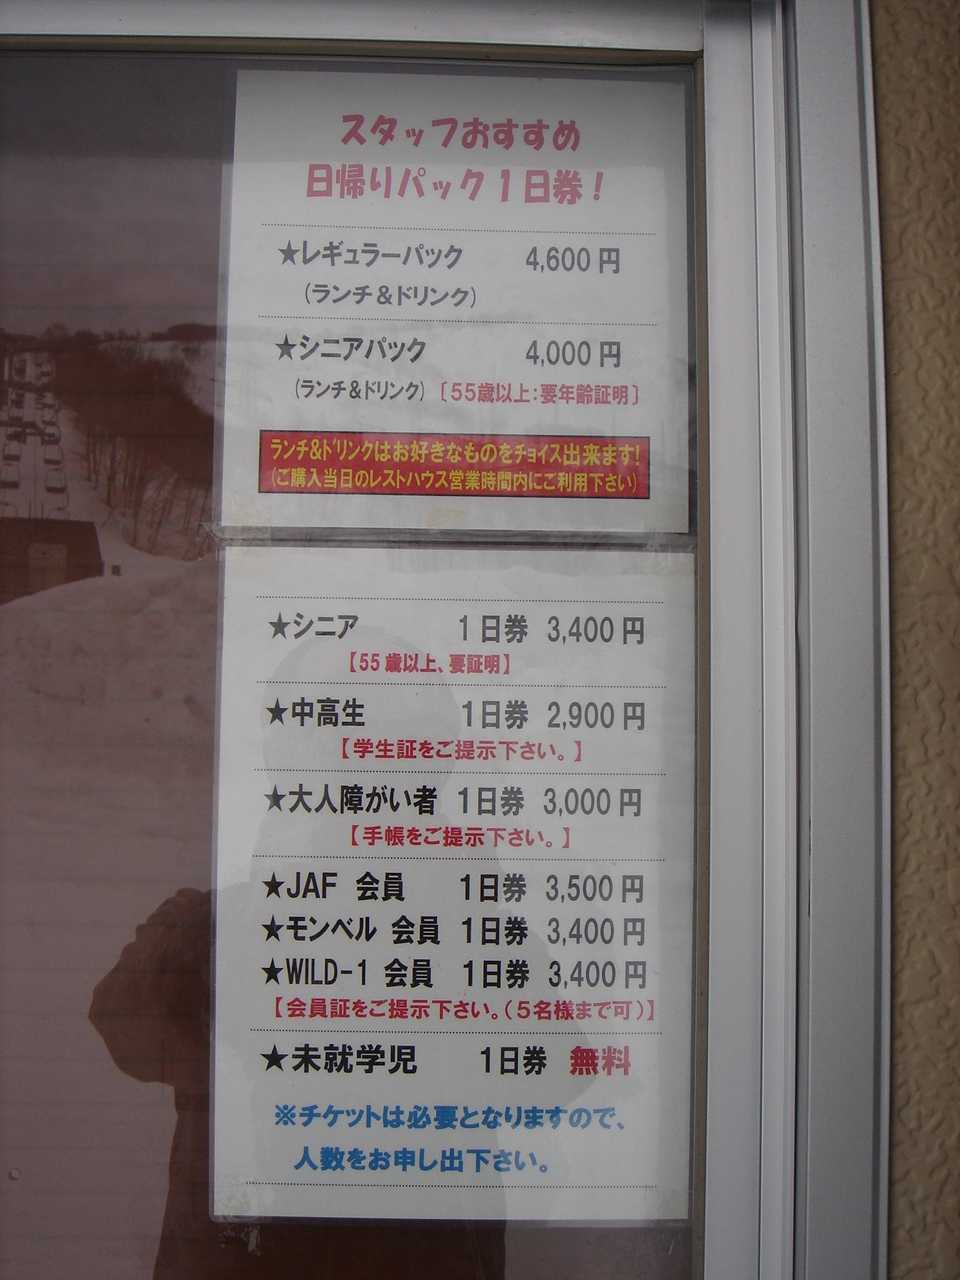 スタッフおすすめ
日帰りパック1日券！
★レギュラーパック 4,600円
(ランチ＆ドリンク)
★シニアパック 4,000円
(ランチ＆ドリンク) 〔55歳以上：要年齢証明〕
ランチ&ドリンクはお好きなものをチョイス出来ます！
(ご購入当日のレストハウス営業時間内にご利用下さい)
★シニア 1日券 3,400円
【55歳以上、要証明】
★中高生 1日券 2,900円
【学生証をご提示下さい。】
★大人障がい者 1日券 3,000円
【手帳をご提示下さい。】
★JAF 会員 1日券 3,500円
★モンベル 会員 1日券 3,400円
★WILD-1 会員 1日券 3,400円
【会員証をご提示下さい。(5名様まで可)】
★未就学児 1日券 無料
※チケットは必要となりますので、
人数をお申し出下さい。